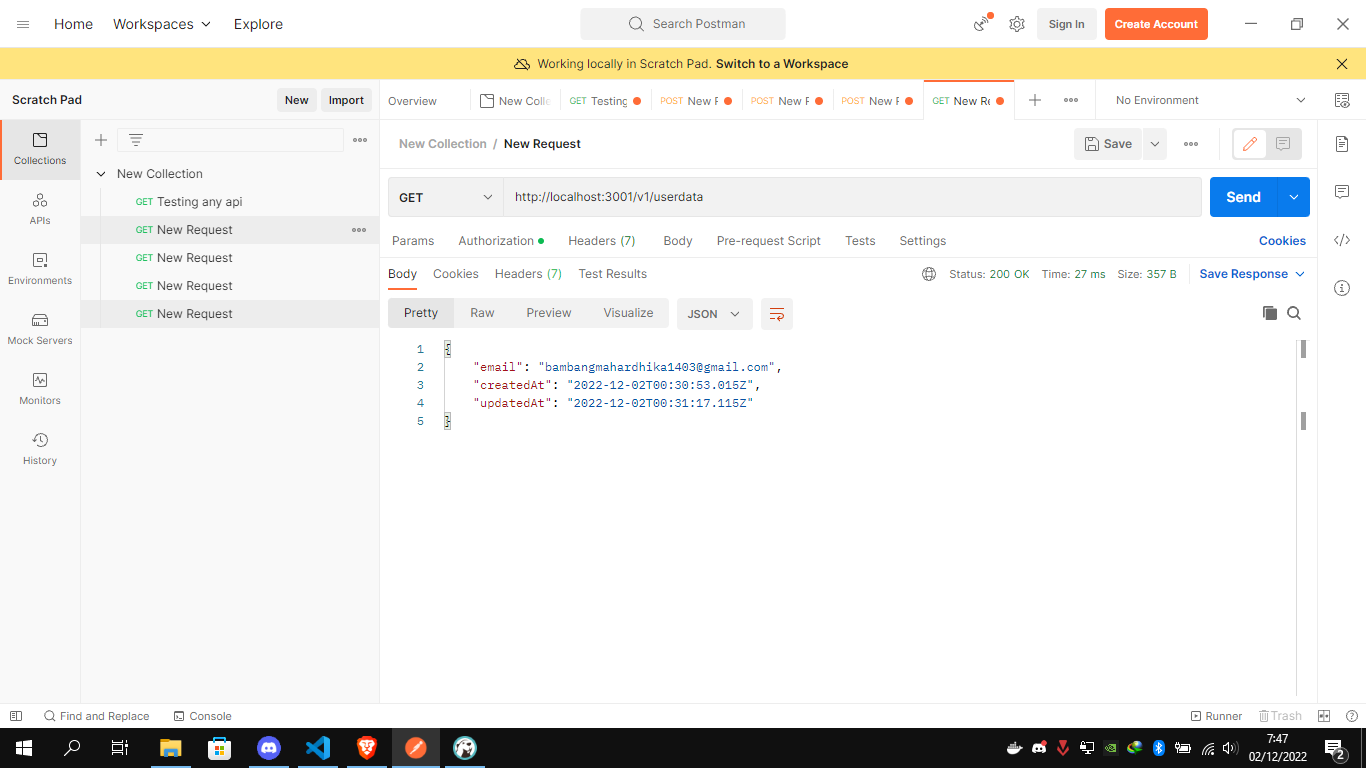 Home Workspaces Explore Search Postman Sign In Create Account
Working locally in Scratch Pad. Switch to a Workspace
Scratch Pad New Import Overview New Colle GET Testing POST New F POST New F POST New F GET New Re No Environment
New Collection / New Request Save
Collections
New Collection
GET Testing any api
GET New Request
GET New Request
GET New Request
GET New Request
APIs
Environments
Mock Servers
Monitors
History
GET http://localhost:3001/v1/userdata Send
Params Authorization Headers (7) Body Pre-request Script Tests Settings Cookies
Body Cookies Headers (7) Test Results Status: 200 OK Time: 27 ms Size: 357 B Save Response
Pretty Raw Preview Visualize JSON
1 {
2 "email": "bambangmahardhika1403@gmail.com",
3 "createdAt": "2022-12-02T00:30:53.015Z",
4 "updatedAt": "2022-12-02T00:31:17.115Z"
5 }
Find and Replace Console Runner Trash
7:47
02/12/2022
2